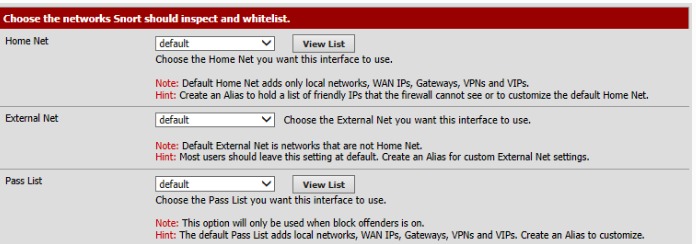 Choose the networks Snort should inspect and whitelist.
Home Net
default View List
Choose the Home Net you want this interface to use.
Note: Default Home Net adds only local networks, WAN IPs, Gateways, VPNs and VIPs.
Hint: Create an Alias to hold a list of friendly IPs that the firewall cannot see or to customize the default Home Net.
External Net
default Choose the External Net you want this interface to use.
Note: Default External Net is networks that are not Home Net.
Hint: Most users should leave this setting at default. Create an Alias for custom External Net settings.
Pass List
default View List
Choose the Pass List you want this interface to use.
Note: This option will only be used when block offenders is on.
Hint: The default Pass List adds local networks, WAN IPs, Gateways, VPNs and VIPs. Create an Alias to customize.